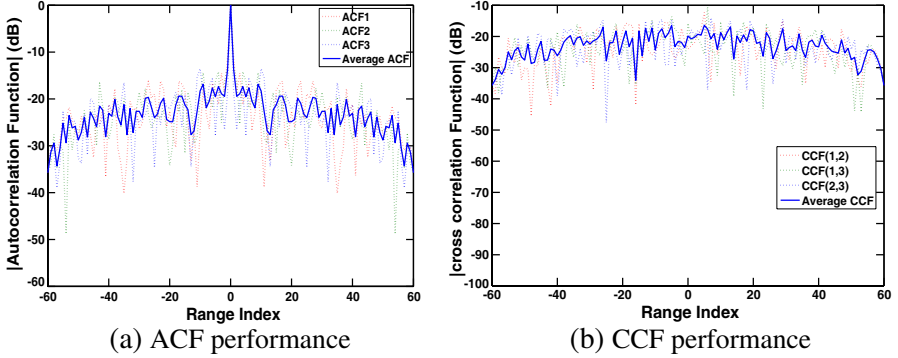 |Autocorrelation Function| (dB)
0
-10
-20
-30
-40
-50
-60
-60 -40 -20 0 20 40 60
Range Index
ACF1
ACF2
ACF3
Average ACF
(a) ACF performance
|cross correlation Function| (dB)
-10
-20
-30
-40
-50
-60
-70
-80
-90
-100
-60 -40 -20 0 20 40 60
Range Index
CCF(1,2)
CCF(1,3)
CCF(2,3)
Average CCF
(b) CCF performance